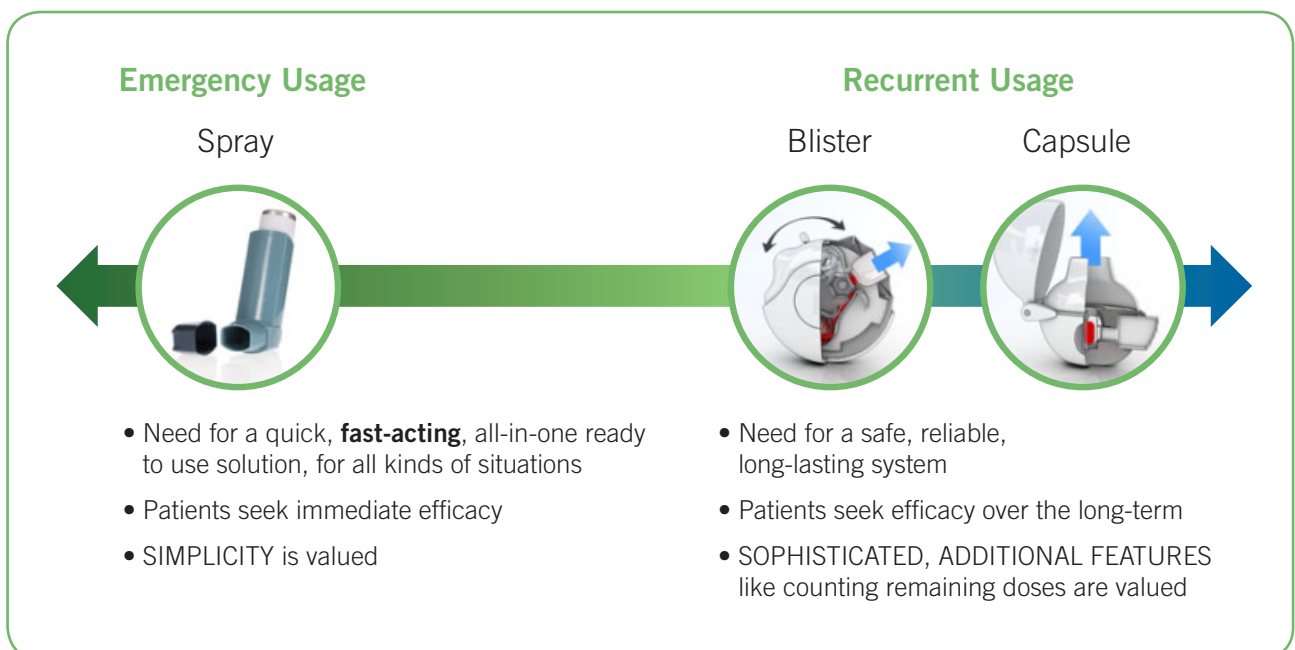 Emergency Usage
Recurrent Usage
Spray
Blister
Capsule
• Need for a quick, fast-acting, all-in-one ready
to use solution, for all kinds of situations
• Patients seek immediate efficacy
• SIMPLICITY is valued
• Need for a safe, reliable,
long-lasting system
• Patients seek efficacy over the long-term
• SOPHISTICATED, ADDITIONAL FEATURES
like counting remaining doses are valued